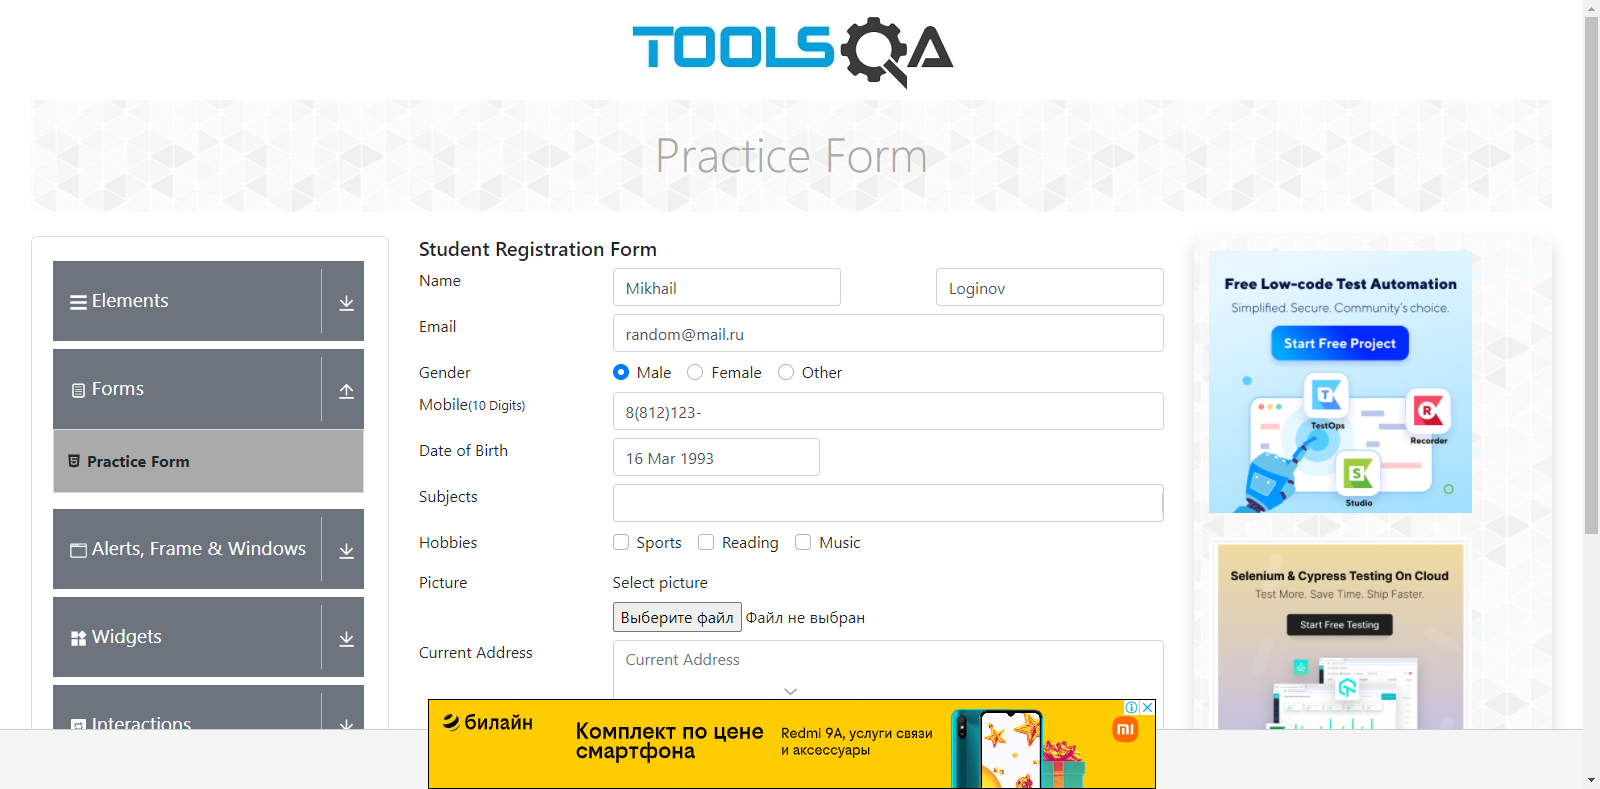 TOOLSQA
Practice Form
Elements
Forms
Practice Form
Alerts, Frame & Windows
Widgets
Interactions
Student Registration Form
Name
Mikhail
Loginov
Email
random@mail.ru
Gender
Male
Female
Other
Mobile(10 Digits)
8(812)123-
Date of Birth
16 Mar 1993
Subjects
Hobbies
Sports
Reading
Music
Picture
Select picture
Выберите файл Файл не выбран
Current Address
Current Address
Free Low-code Test Automation
Simplified. Secure. Community's choice.
Start Free Project
TestOps
Recorder
Studio
Selenium & Cypress Testing On Cloud
Test More. Save Time. Ship Faster.
Start Free Testing
билайн
Комплект по цене
смартфона
Redmi 9A, услуги связи
и аксессуары
mi